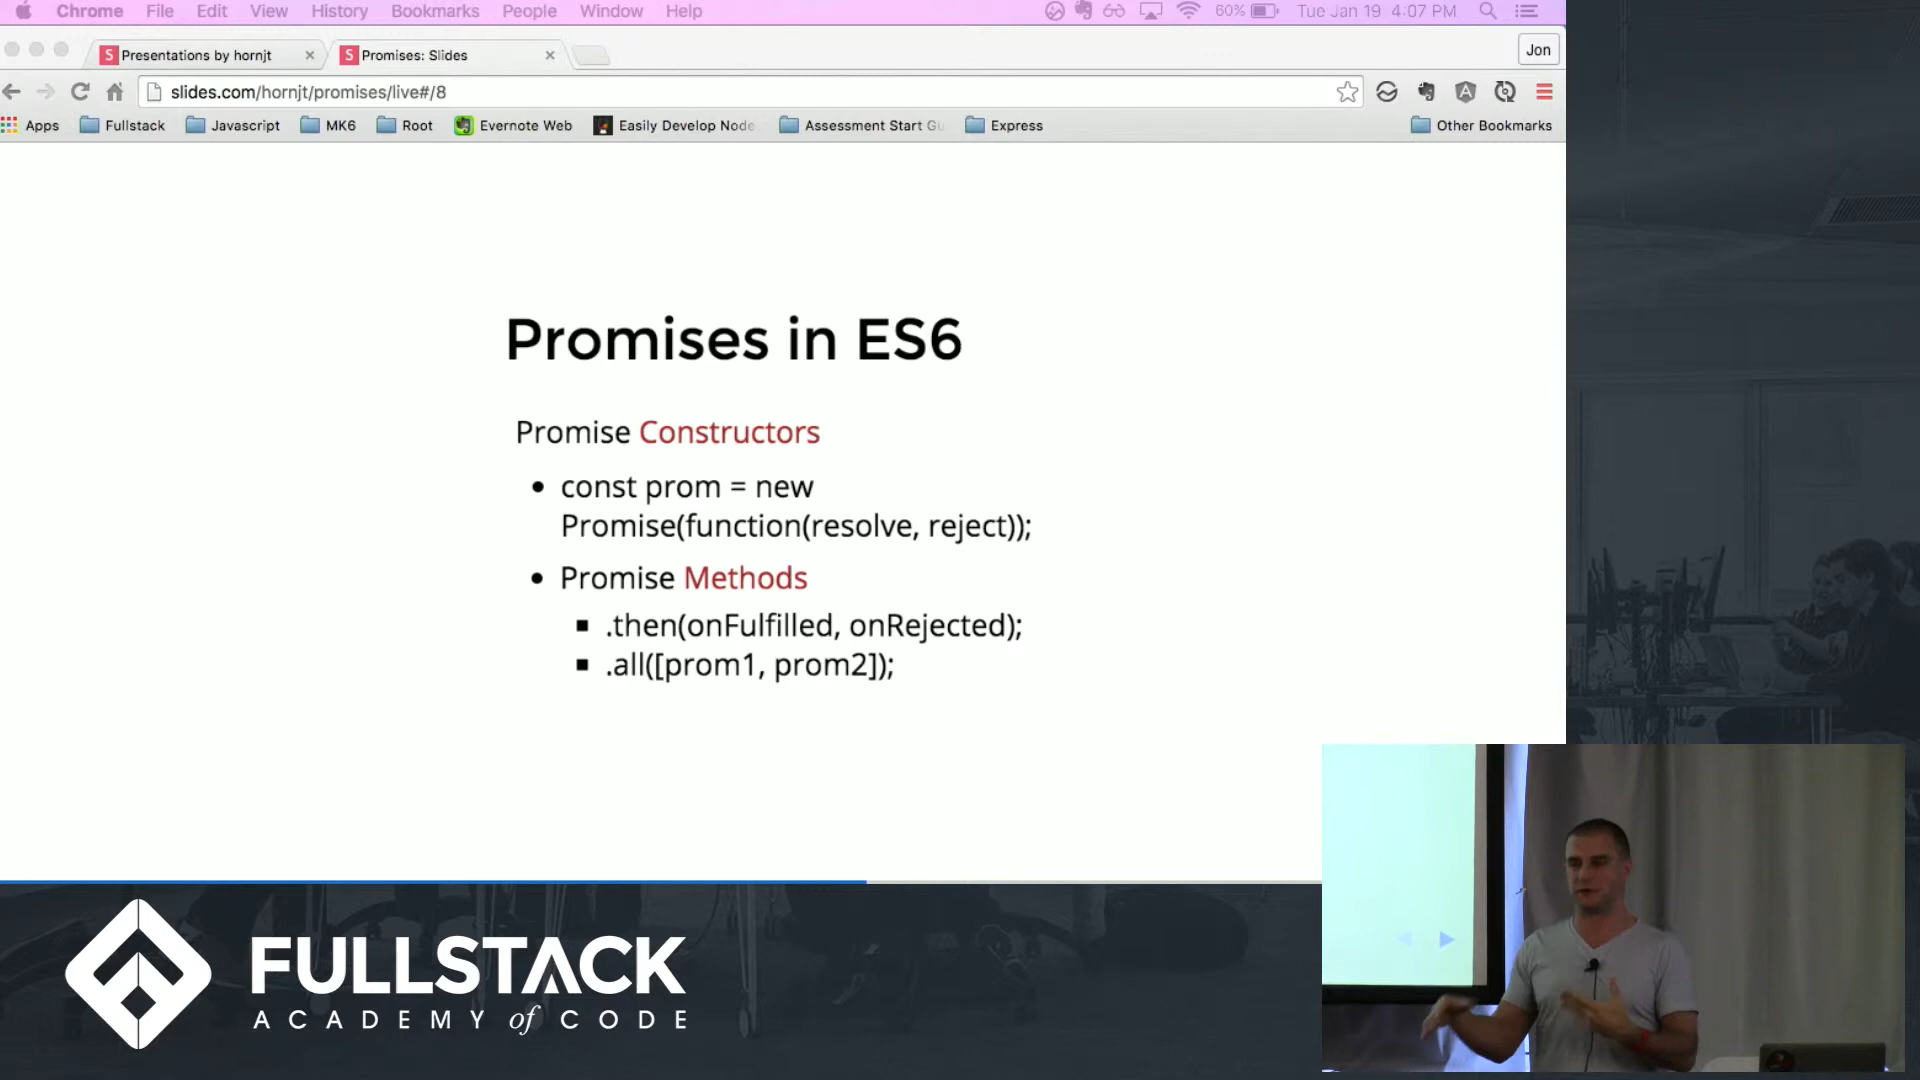 Chrome File Edit View History Bookmarks People Window Help 60% Tue Jan 19 4:07 PM
Presentations by hornjt Promises: Slides Jon
slides.com/hornjt/promises/live#/8
Apps Fullstack Javascript MK6 Root Evernote Web Easily Develop Node Assessment Start Gu Express Other Bookmarks
Promises in ES6
Promise Constructors
const prom = new
Promise(function(resolve, reject));
Promise Methods
.then(onFulfilled, onRejected);
.all([prom1, prom2]);
FULLSTACK
ACADEMY of CODE